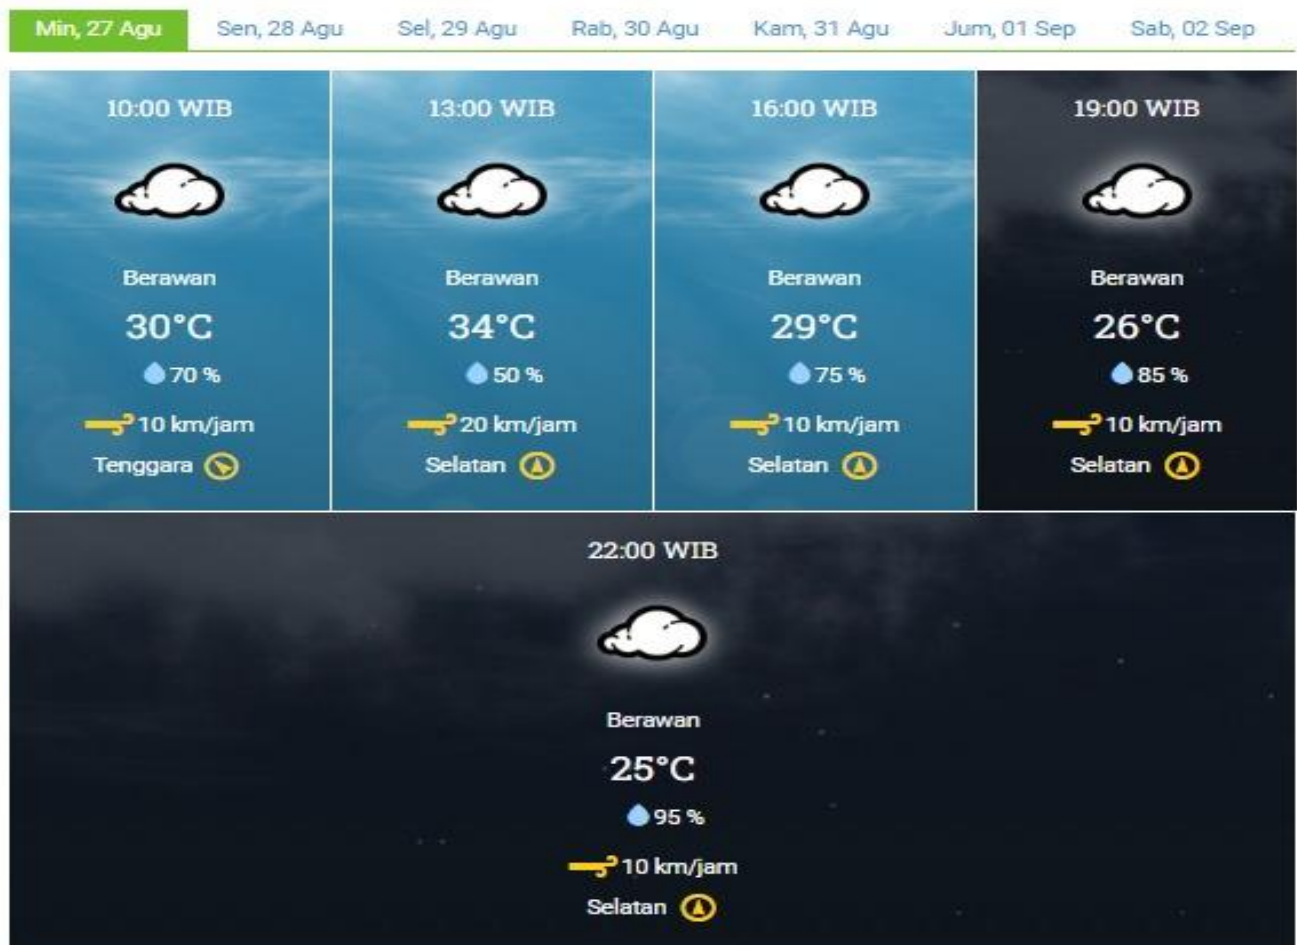 Min, 27 Agu Sen, 28 Agu Sel, 29 Agu Rab, 30 Agu Kam, 31 Agu Jum, 01 Sep Sab, 02 Sep
10:00 WIB
Berawan
30°C
70 %
10 km/jam
Tenggara
13:00 WIB
Berawan
34°C
50 %
20 km/jam
Selatan
16:00 WIB
Berawan
29°C
75 %
10 km/jam
Selatan
19:00 WIB
Berawan
26°C
85 %
10 km/jam
Selatan
22:00 WIB
Berawan
25°C
95 %
10 km/jam
Selatan